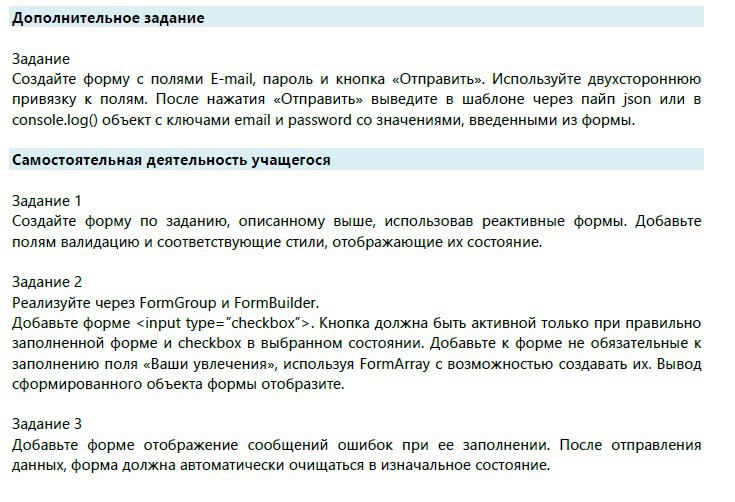 Дополнительное задание
Задание
Создайте форму с полями E-mail, пароль и кнопка «Отправить». Используйте двухстороннюю
привязку к полям. После нажатия «Отправить» выведите в шаблоне через пайп json или в
console.log() объект с ключами email и password со значениями, введенными из формы.
Самостоятельная деятельность учащегося
Задание 1
Создайте форму по заданию, описанному выше, использовав реактивные формы. Добавьте
полям валидацию и соответствующие стили, отображающие их состояние.
Задание 2
Реализуйте через FormGroup и FormBuilder.
Добавьте форме <input type="checkbox">. Кнопка должна быть активной только при правильно
заполненной форме и checkbox в выбранном состоянии. Добавьте к форме не обязательные к
заполнению поля «Ваши увлечения», используя FormArray с возможностью создавать их. Вывод
сформированного объекта формы отобразите.
Задание 3
Добавьте форме отображение сообщений ошибок при ее заполнении. После отправления
данных, форма должна автоматически очищаться в изначальное состояние.